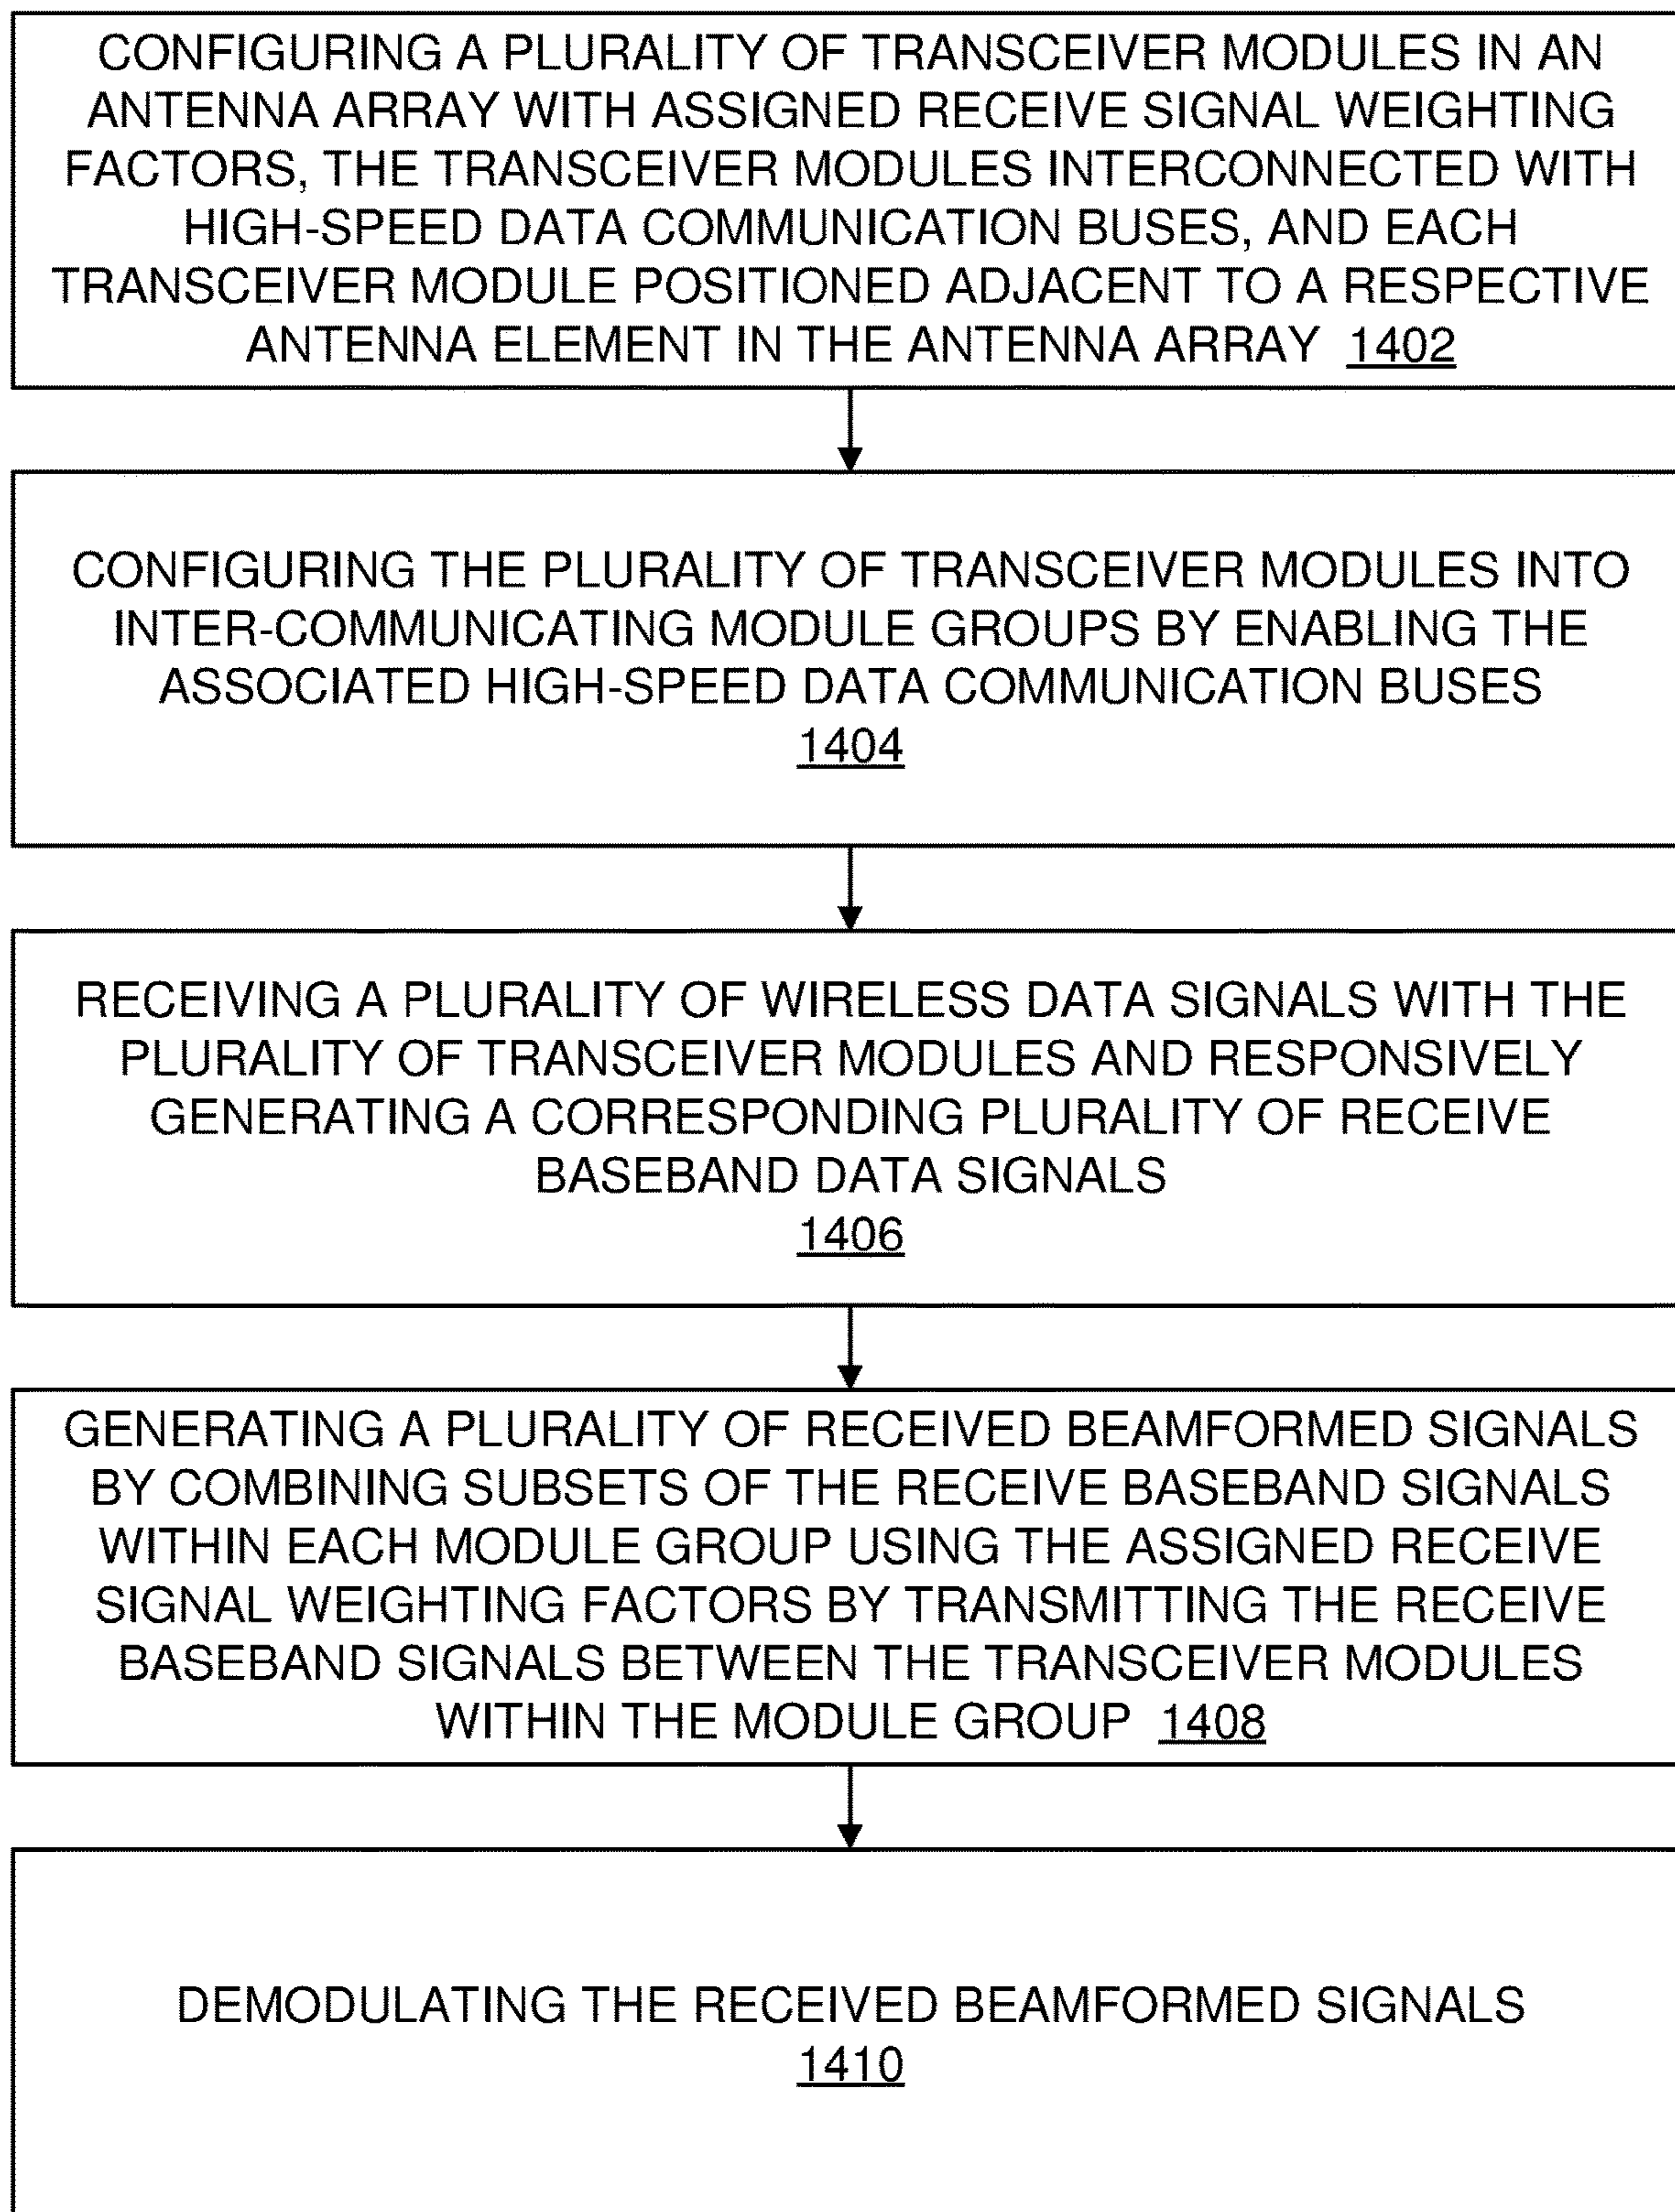 CONFIGURING A PLURALITY OF TRANSCEIVER MODULES IN AN
ANTENNA ARRAY WITH ASSIGNED RECEIVE SIGNAL WEIGHTING
FACTORS, THE TRANSCEIVER MODULES INTERCONNECTED WITH
HIGH-SPEED DATA COMMUNICATION BUSES, AND EACH
TRANSCEIVER MODULE POSITIONED ADJACENT TO A RESPECTIVE
ANTENNA ELEMENT IN THE ANTENNA ARRAY 1402
CONFIGURING THE PLURALITY OF TRANSCEIVER MODULES INTO
INTER-COMMUNICATING MODULE GROUPS BY ENABLING THE
ASSOCIATED HIGH-SPEED DATA COMMUNICATION BUSES
1404
RECEIVING A PLURALITY OF WIRELESS DATA SIGNALS WITH THE
PLURALITY OF TRANSCEIVER MODULES AND RESPONSIVELY
GENERATING A CORRESPONDING PLURALITY OF RECEIVE
BASEBAND DATA SIGNALS
1406
GENERATING A PLURALITY OF RECEIVED BEAMFORMED SIGNALS
BY COMBINING SUBSETS OF THE RECEIVE BASEBAND SIGNALS
WITHIN EACH MODULE GROUP USING THE ASSIGNED RECEIVE
SIGNAL WEIGHTING FACTORS BY TRANSMITTING THE RECEIVE
BASEBAND SIGNALS BETWEEN THE TRANSCEIVER MODULES
WITHIN THE MODULE GROUP 1408
DEMODULATING THE RECEIVED BEAMFORMED SIGNALS
1410